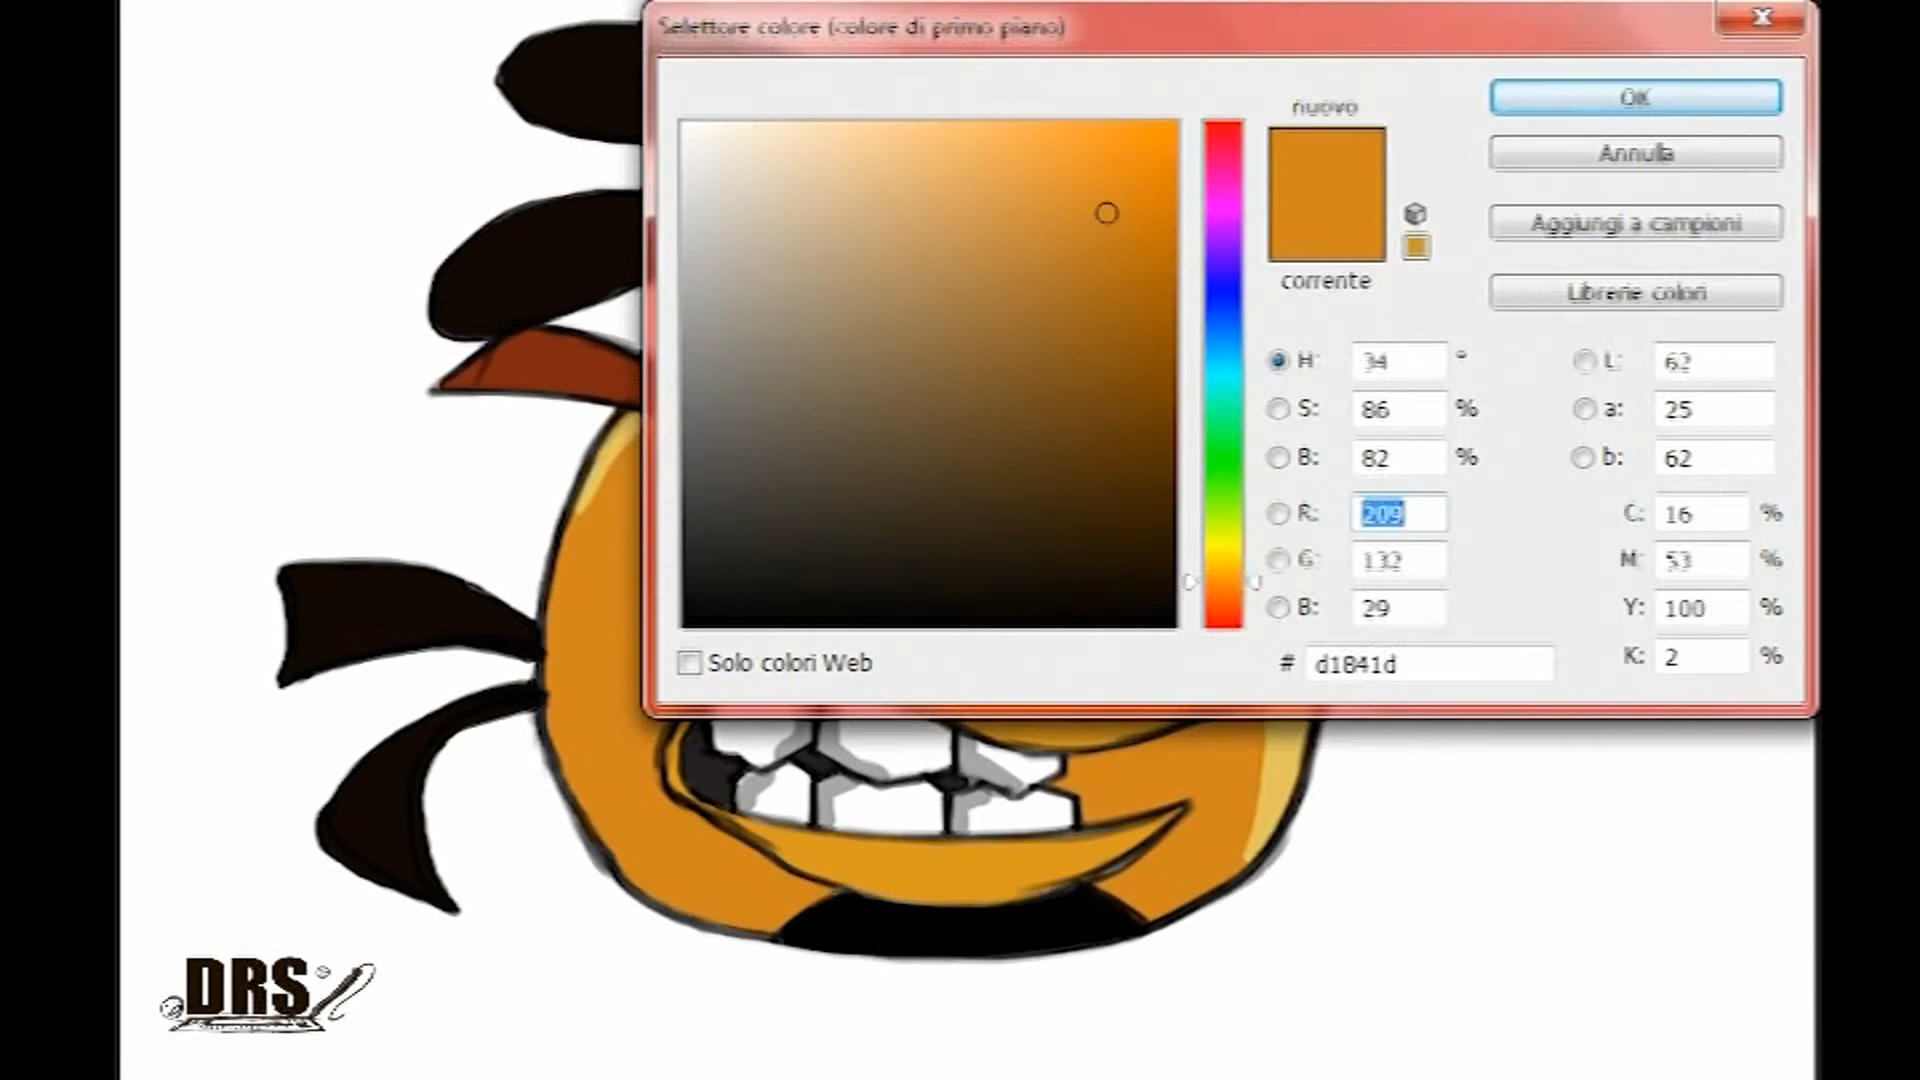 Selettore colore (colore di primo piano)
x
nuovo
corrente
OK
Annulla
Aggiungi a campioni
Librerie colori
H: 34 °
S: 86 %
B: 82 %
R: 209
G: 132
B: 29
# d1841d
L: 62
a: 25
b: 62
C: 16 %
M: 53 %
Y: 100 %
K: 2 %
Solo colori Web
DRS